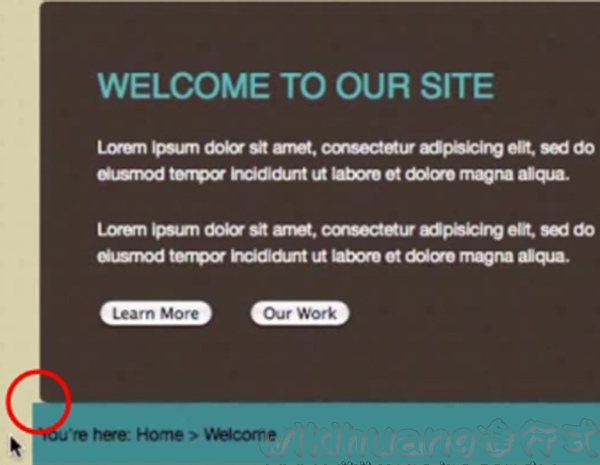 WELCOME TO OUR SITE
Lorem ipsum dolor sit amet, consectetur adipisicing elit, sed do
eiusmod tempor incididunt ut labore et dolore magna aliqua.
Lorem ipsum dolor sit amet, consectetur adipisicing elit, sed do
eiusmod tempor incididunt ut labore et dolore magna aliqua.
Learn More Our Work
You're here: Home > Welcome